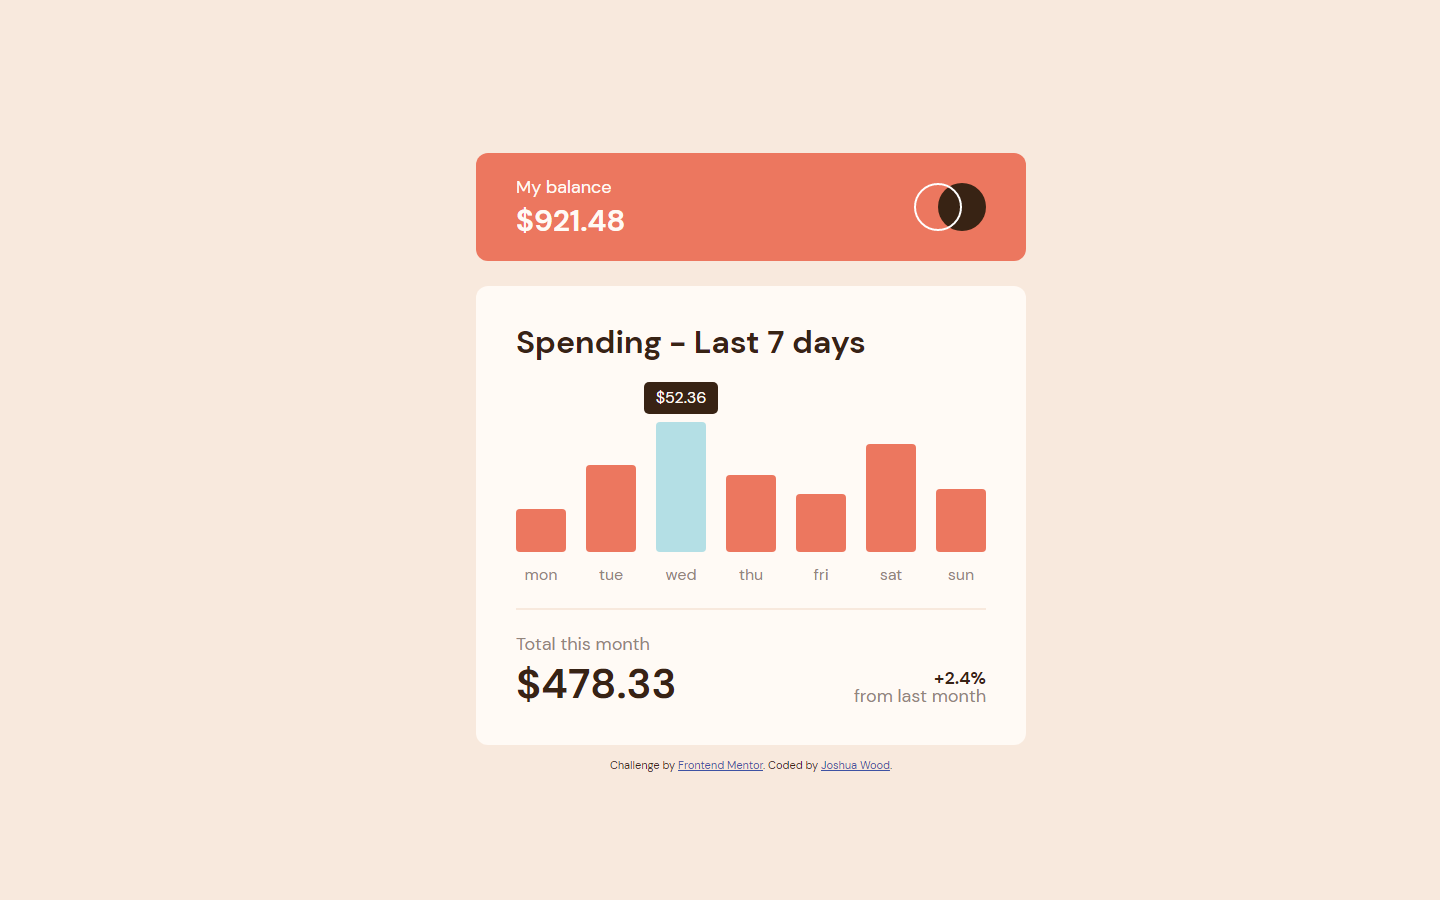 My balance
$921.48
Spending - Last 7 days
$52.36
mon tue wed thu fri sat sun
Total this month
$478.33
+2.4%
from last month
Challenge by Frontend Mentor. Coded by Joshua Wood.